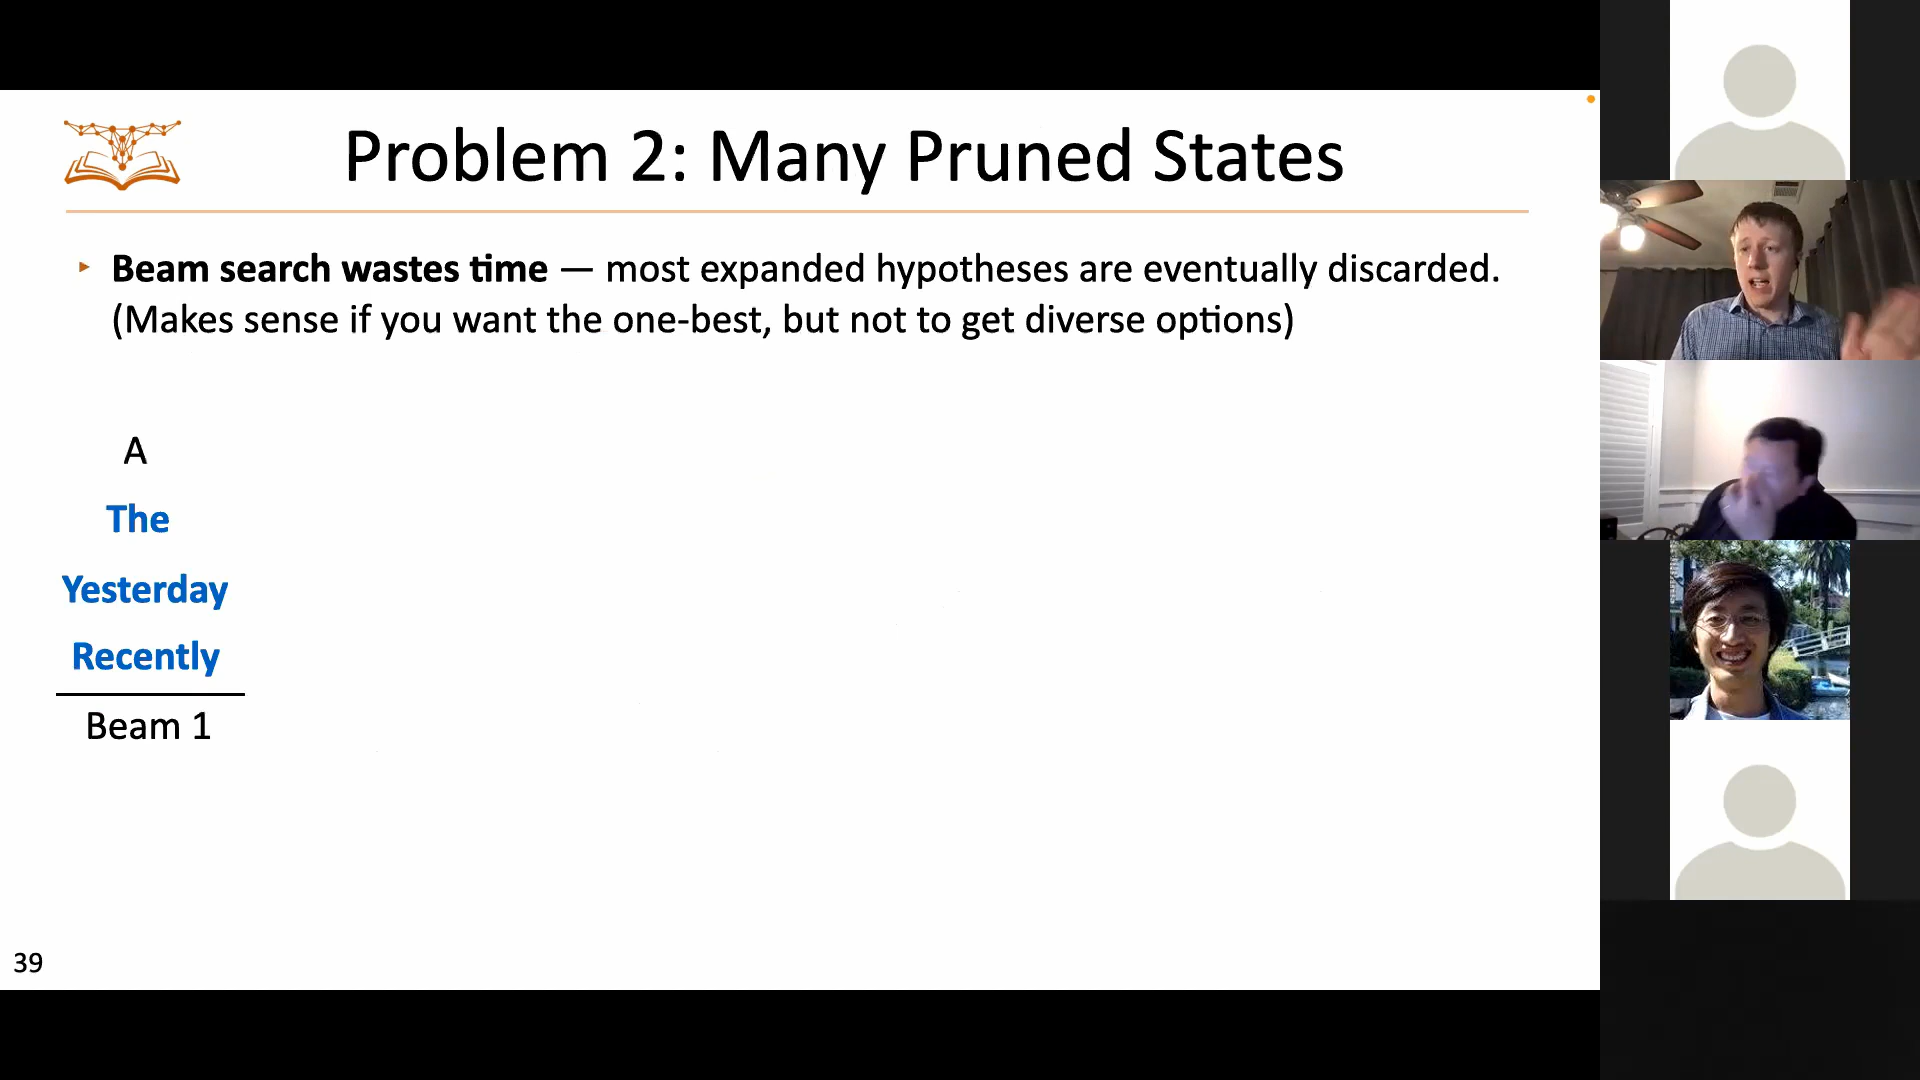 Problem 2: Many Pruned States
▸ Beam search wastes time — most expanded hypotheses are eventually discarded.
(Makes sense if you want the one-best, but not to get diverse options)
A
The
Yesterday
Recently
Beam 1
39